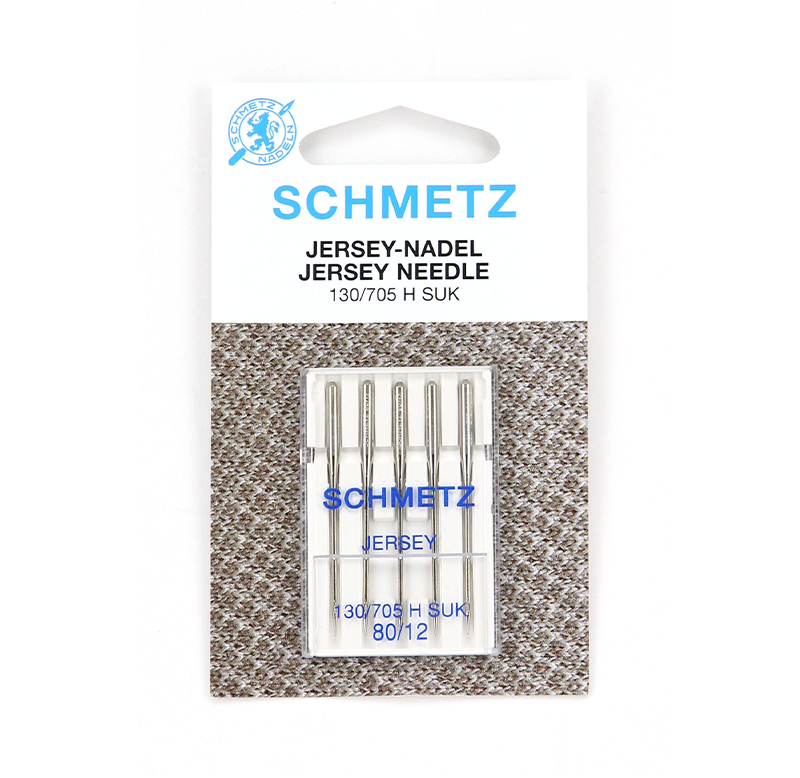 SCHMETZ
NADELN
SCHMETZ
JERSEY-NADEL
JERSEY NEEDLE
130/705 H SUK
SCHMETZ
JERSEY
130/705 H SUK
80/12